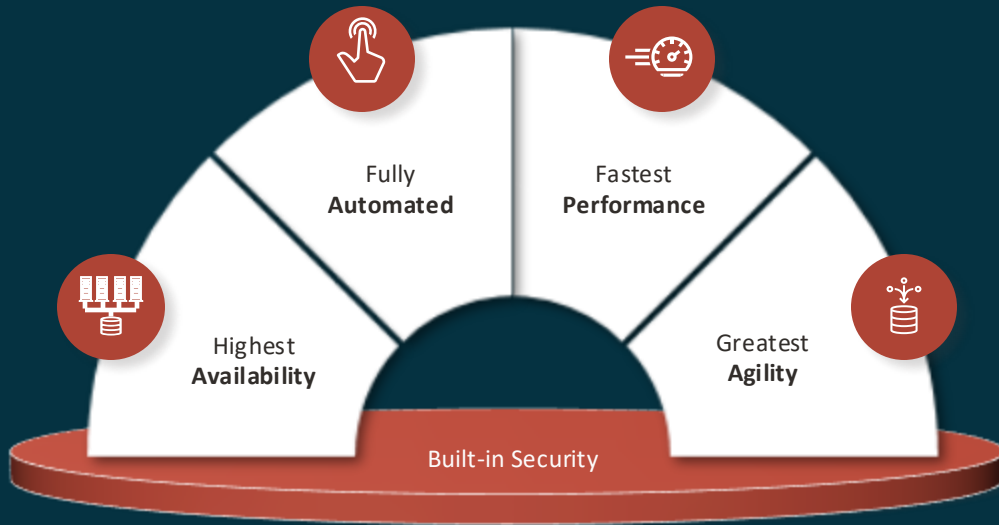 Fully
Automated
Fastest
Performance
Highest
Availability
Greatest
Agility
Built-in Security